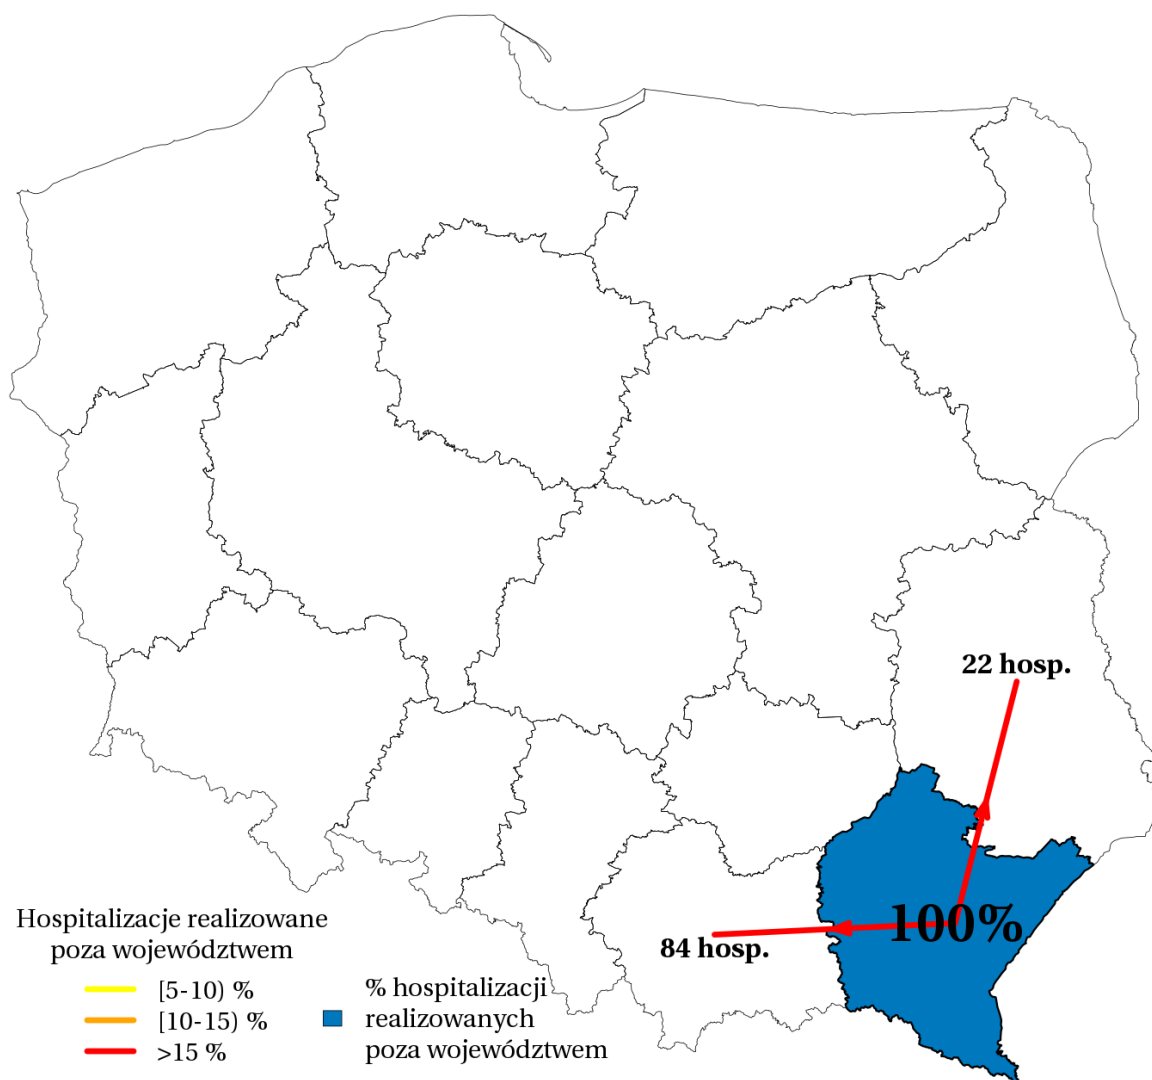 22 hosp.
100%
84 hosp.
Hospitalizacje realizowane
poza województwem
[5-10) %
[10-15) %
>15 %
% hospitalizacji
realizowanych
poza województwem